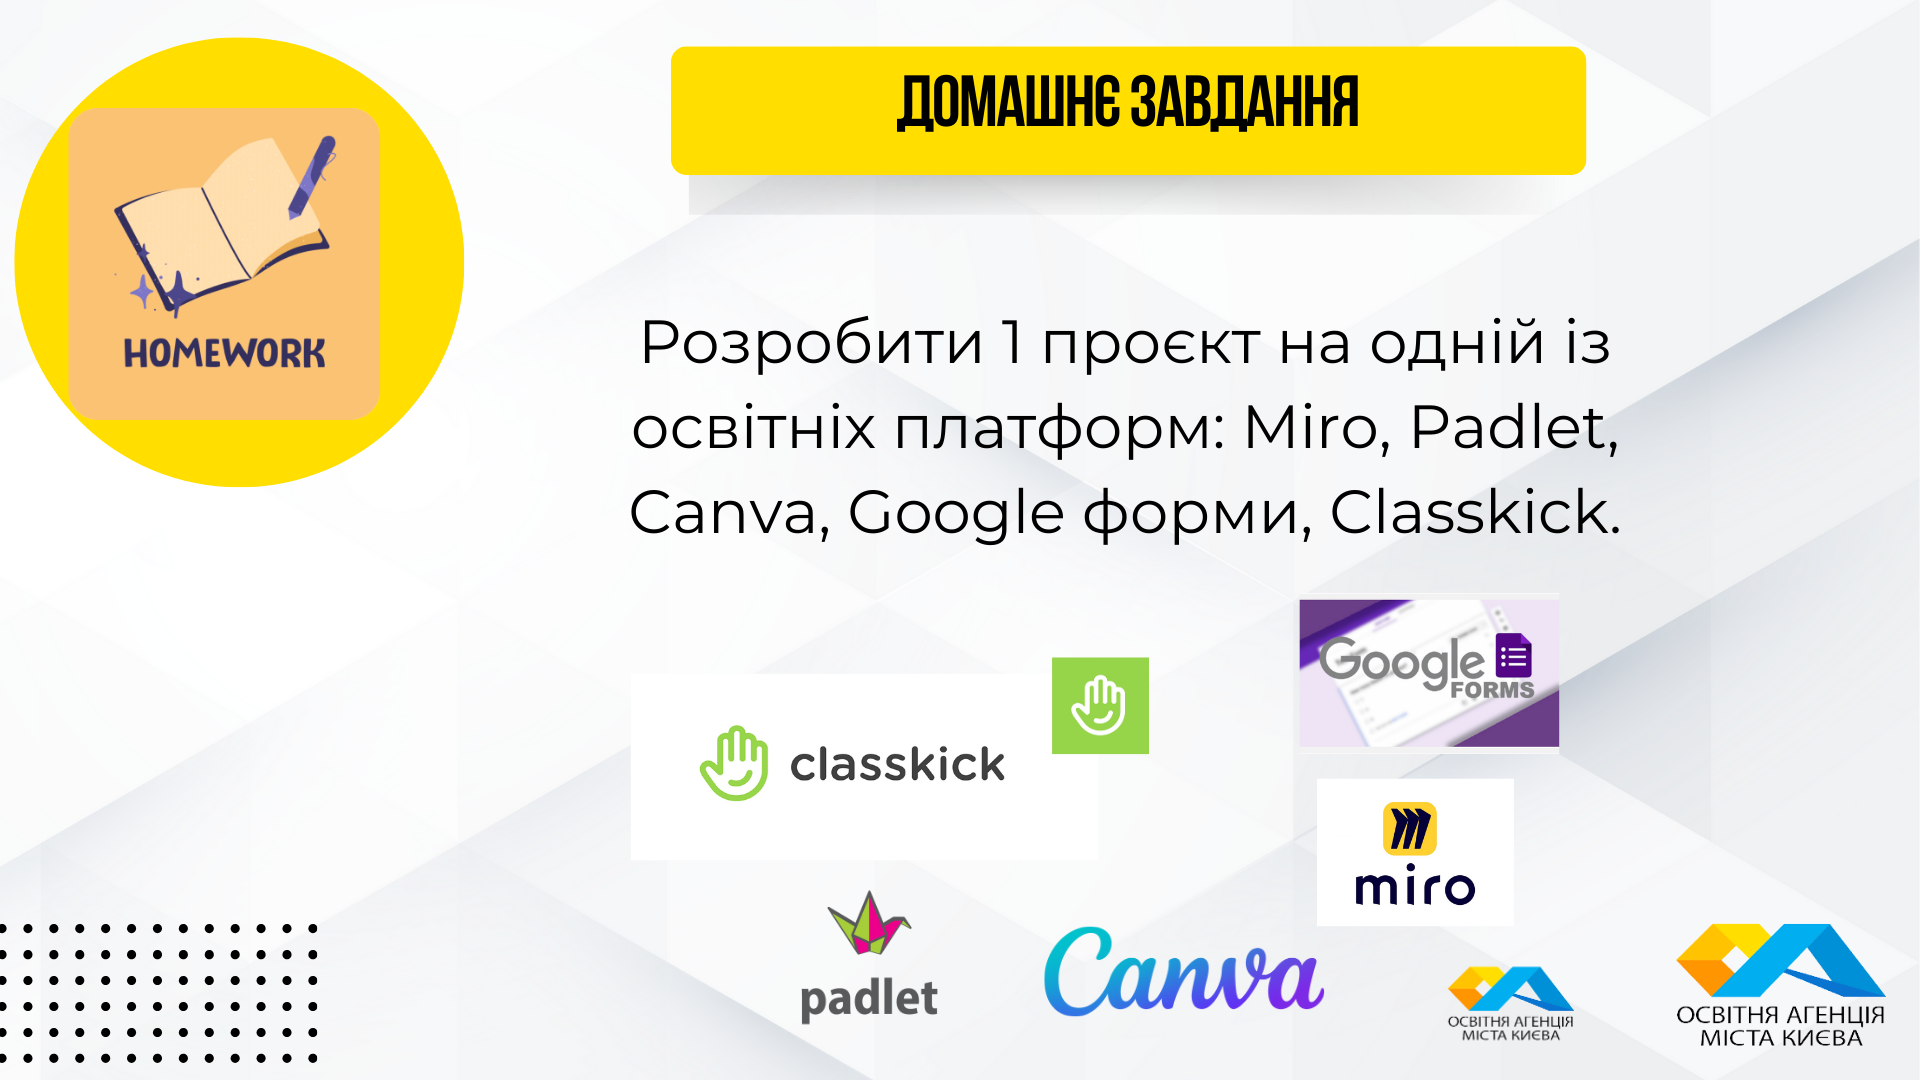 ДОМАШНЄ ЗАВДАННЯ
HOMEWORK
Розробити 1 проєкт на одній із
освітніх платформ: Miro, Padlet,
Canva, Google форми, Classkick.
Google
FORMS
classkick
miro
padlet
Canva
ОСВІТНЯ АГЕНЦІЯ
МІСТА КИЄВА
ОСВІТНЯ АГЕНЦІЯ
МІСТА КИЄВА